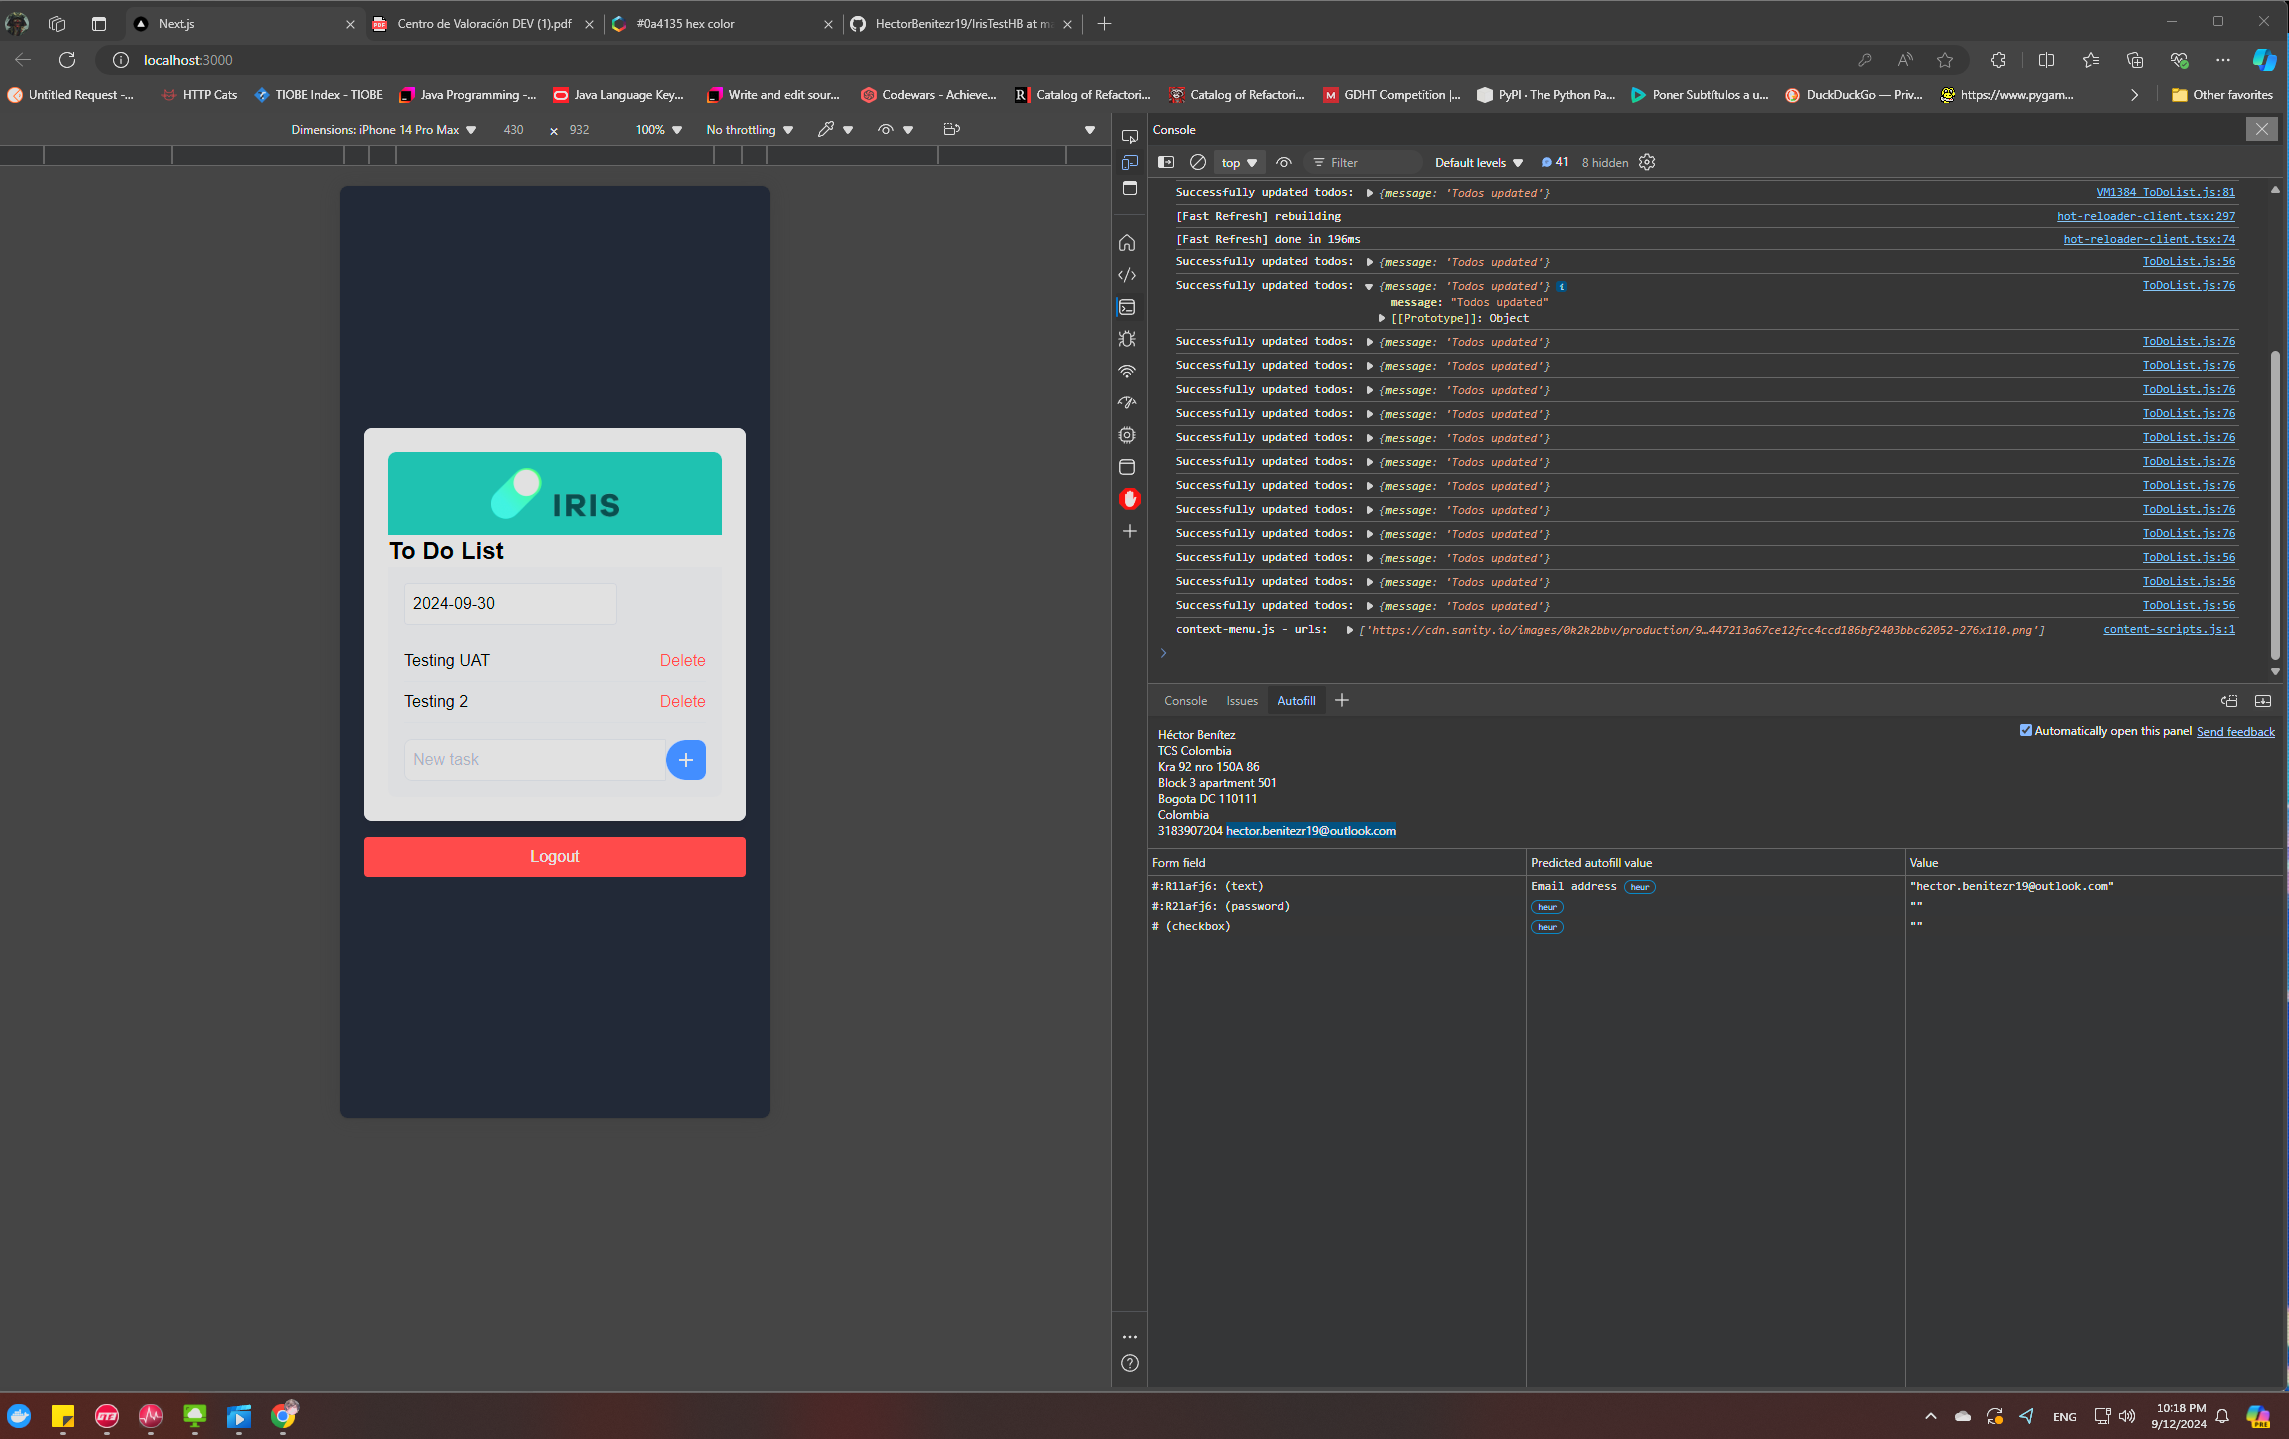 Next.js
Centro de Valoración DEV (1).pdf
#0a4135 hex color
HectorBenitezr19/IrisTestHB at ma
localhost:3000
Untitled Request -...
HTTP Cats
TIOBE Index - TIOBE
Java Programming -...
Java Language Key...
Write and edit sour...
Codewars - Achieve...
Catalog of Refactori...
Catalog of Refactori...
GDHT Competition |...
PyPI · The Python Pa...
Poner Subtítulos a u...
DuckDuckGo — Priv...
https://www.pygam...
Other favorites
Dimensions: iPhone 14 Pro Max
430 × 932
100%
No throttling
Console
top
Filter
Default levels
41
8 hidden
Successfully updated todos: {message: 'Todos updated'} VM1384 ToDoList.js:81
[Fast Refresh] rebuilding hot-reloader-client.tsx:297
[Fast Refresh] done in 196ms hot-reloader-client.tsx:74
Successfully updated todos: {message: 'Todos updated'} ToDoList.js:56
Successfully updated todos: {message: 'Todos updated'} i ToDoList.js:76
message: "Todos updated"
[[Prototype]]: Object
Successfully updated todos: {message: 'Todos updated'} ToDoList.js:76
Successfully updated todos: {message: 'Todos updated'} ToDoList.js:76
Successfully updated todos: {message: 'Todos updated'} ToDoList.js:76
Successfully updated todos: {message: 'Todos updated'} ToDoList.js:76
Successfully updated todos: {message: 'Todos updated'} ToDoList.js:76
Successfully updated todos: {message: 'Todos updated'} ToDoList.js:76
Successfully updated todos: {message: 'Todos updated'} ToDoList.js:76
Successfully updated todos: {message: 'Todos updated'} ToDoList.js:76
Successfully updated todos: {message: 'Todos updated'} ToDoList.js:76
Successfully updated todos: {message: 'Todos updated'} ToDoList.js:56
Successfully updated todos: {message: 'Todos updated'} ToDoList.js:56
Successfully updated todos: {message: 'Todos updated'} ToDoList.js:56
context-menu.js - urls: ['https://cdn.sanity.io/images/0k2k2bbv/production/9…447213a67ce12fcc4ccd186bf2403bbc62052-276x110.png'] content-scripts.js:1
IRIS
To Do List
2024-09-30
Testing UAT Delete
Testing 2 Delete
New task
+
Logout
Console
Issues
Autofill
Automatically open this panel Send feedback
Héctor Benítez
TCS Colombia
Kra 92 nro 150A 86
Block 3 apartment 501
Bogota DC 110111
Colombia
3183907204 hector.benitezr19@outlook.com
Form field Predicted autofill value Value
#:R1lafj6: (text) Email address heur "hector.benitezr19@outlook.com"
#:R2lafj6: (password) heur ""
# (checkbox) heur ""
ENG
10:18 PM
9/12/2024